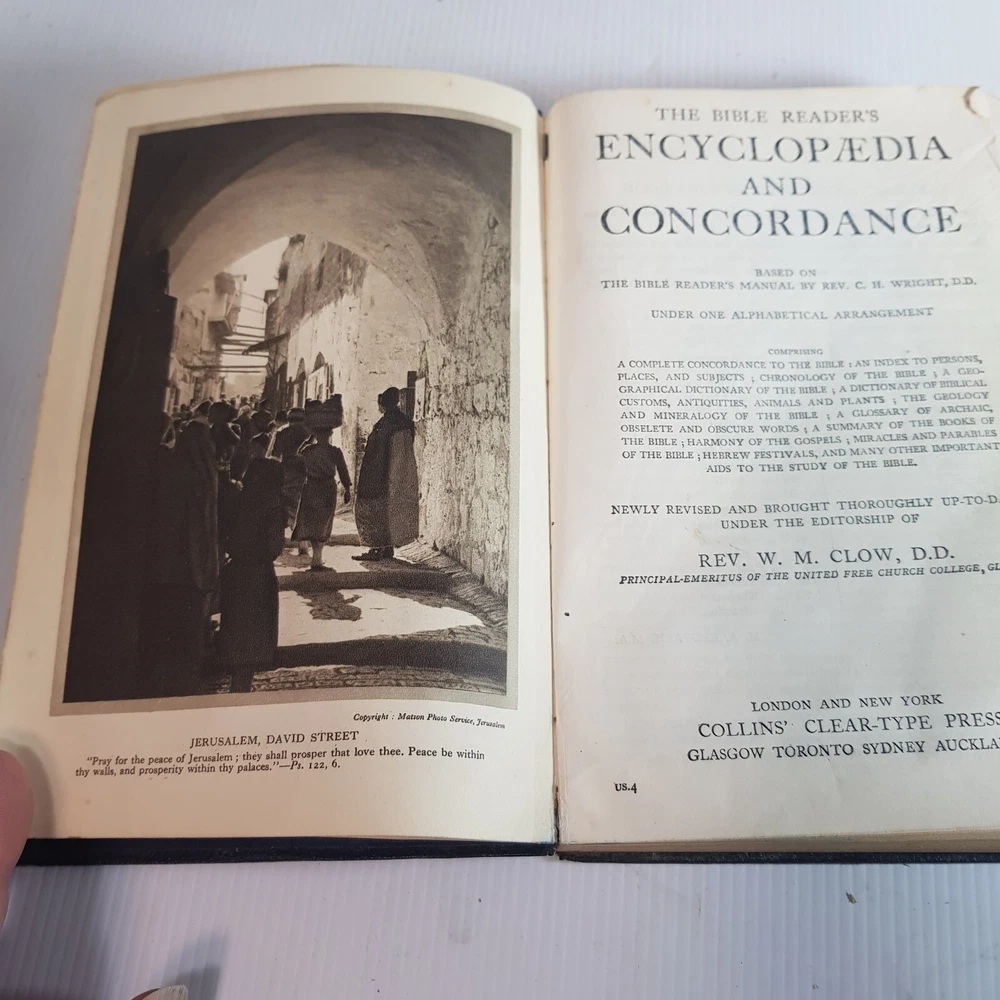 Copyright : Matson Photo Service, Jerusalem
JERUSALEM, DAVID STREET
"Pray for the peace of Jerusalem ; they shall prosper that love thee. Peace be within
thy walls, and prosperity within thy palaces."—Ps. 122, 6.
THE BIBLE READER'S
ENCYCLOPÆDIA
AND
CONCORDANCE
BASED ON
THE BIBLE READER'S MANUAL BY REV. C. H. WRIGHT, D.D.
UNDER ONE ALPHABETICAL ARRANGEMENT
COMPRISING
A COMPLETE CONCORDANCE TO THE BIBLE : AN INDEX TO PERSONS,
PLACES, AND SUBJECTS ; CHRONOLOGY OF THE BIBLE ; A GEO-
GRAPHICAL DICTIONARY OF THE BIBLE ; A DICTIONARY OF BIBLICAL
CUSTOMS, ANTIQUITIES, ANIMALS AND PLANTS ; THE GEOLOGY
AND MINERALOGY OF THE BIBLE ; A GLOSSARY OF ARCHAIC,
OBSELETE AND OBSCURE WORDS ; A SUMMARY OF THE BOOKS OF
THE BIBLE ; HARMONY OF THE GOSPELS ; MIRACLES AND PARABLES
OF THE BIBLE ; HEBREW FESTIVALS, AND MANY OTHER IMPORTANT
AIDS TO THE STUDY OF THE BIBLE.
NEWLY REVISED AND BROUGHT THOROUGHLY UP-TO-D
UNDER THE EDITORSHIP OF
REV. W. M. CLOW, D.D.
PRINCIPAL-EMERITUS OF THE UNITED FREE CHURCH COLLEGE, GL
LONDON AND NEW YORK
COLLINS' CLEAR-TYPE PRESS
GLASGOW TORONTO SYDNEY AUCKLA
US.4